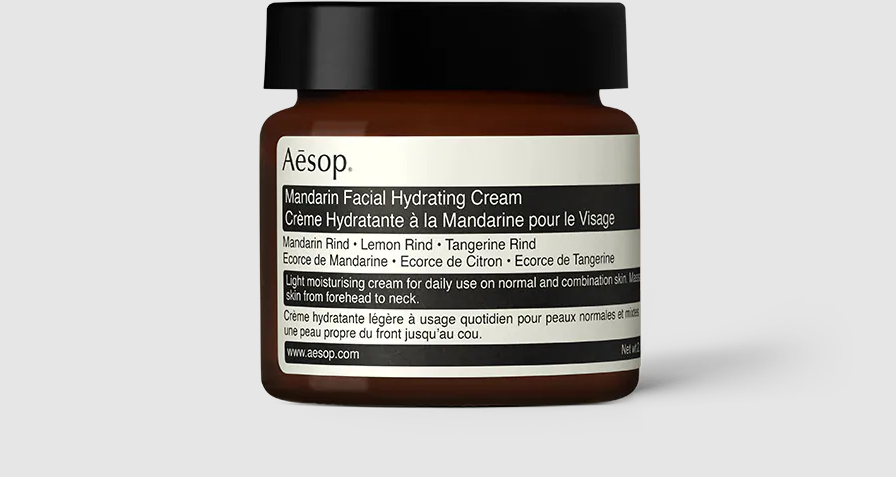 Aēsop®
Mandarin Facial Hydrating Cream
Crème Hydratante à la Mandarine pour le Visage
Mandarin Rind • Lemon Rind • Tangerine Rind
Ecorce de Mandarine • Ecorce de Citron • Ecorce de Tangerine
Light moisturising cream for daily use on normal and combination skin.
skin from forehead to neck.
Crème hydratante légère à usage quotidien pour peaux normales et mixtes
une peau propre du front jusqu'au cou.
www.aesop.com
Net wt 2